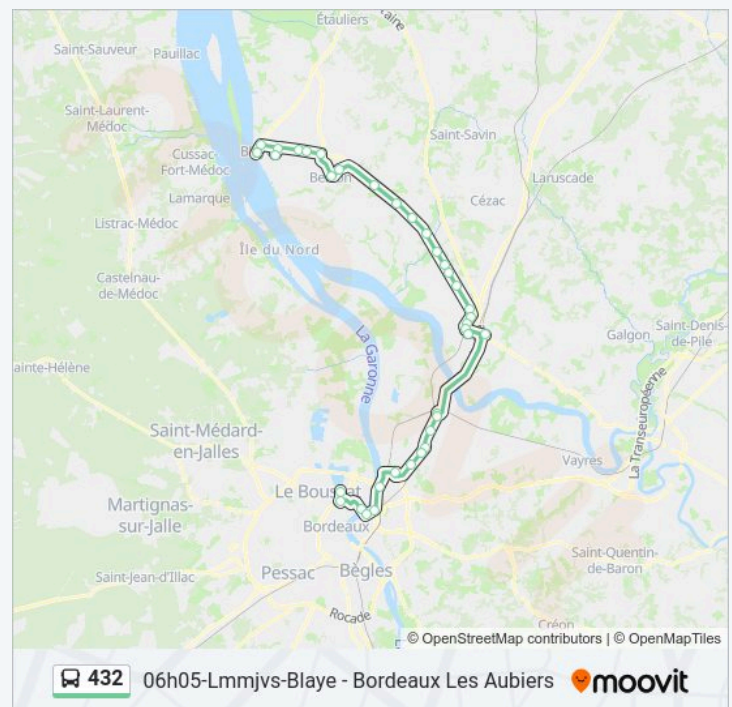 Étauliers
Saint-Sauveur
Pauillac
Saint-Laurent-
Médoc
Saint-Savin
Cussac-
Fort-Médoc
Laruscade
Lamarque
Cézac
Listrac-Médoc
Île du Nord
Castelnau-
de-Médoc
La Garonne
Galgon
Saint-Denis-
de-Pile
ainte-Hélène
La Transeuropéenne
Saint-Médard-
en-Jalles
Vayres
Le Bouscat
Martignas-
sur-Jalle
Bordeaux
Saint-Quentin-
de-Baron
Saint-Jean-d'Illac
Pessac
Bègles
Rocade
Créon
© OpenStreetMap contributors | © OpenMapTiles
432 06h05-Lmmjvs-Blaye - Bordeaux Les Aubiers moovit